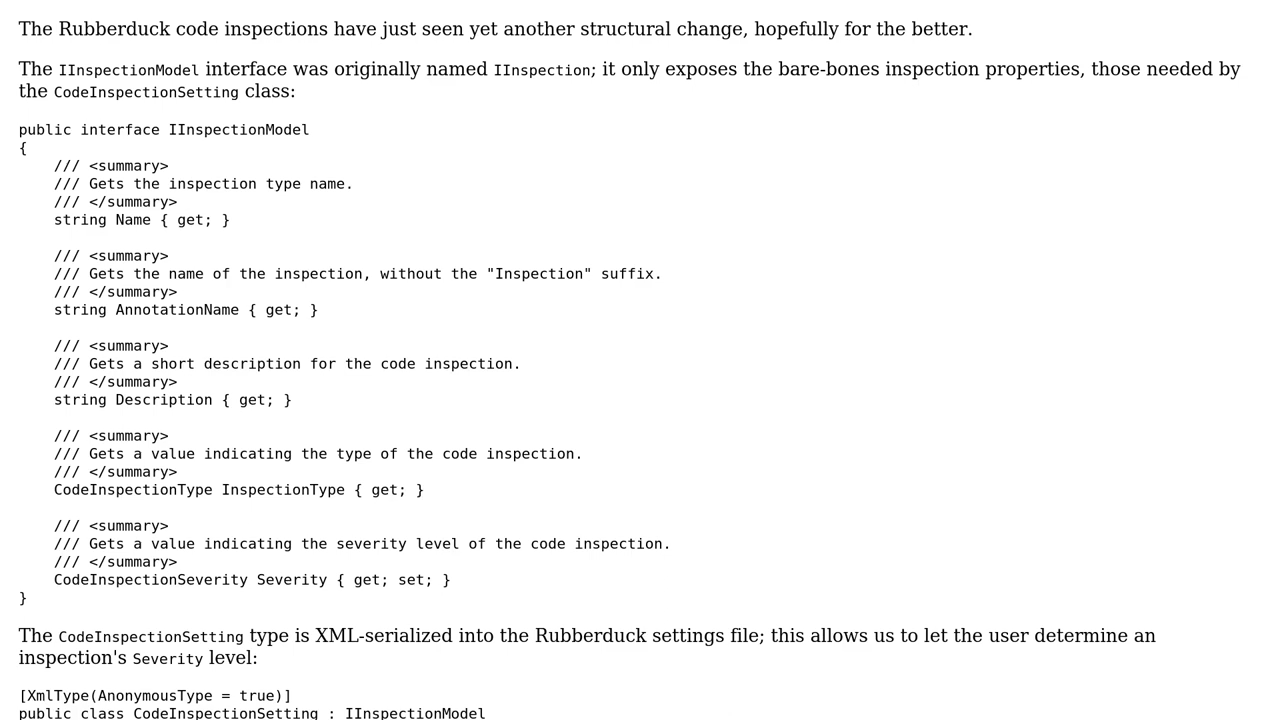 The Rubberduck code inspections have just seen yet another structural change, hopefully for the better.
The IInspectionModel interface was originally named IInspection; it only exposes the bare-bones inspection properties, those needed by
the CodeInspectionSetting class:
public interface IInspectionModel
{
    /// <summary>
    /// Gets the inspection type name.
    /// </summary>
    string Name { get; }
    /// <summary>
    /// Gets the name of the inspection, without the "Inspection" suffix.
    /// </summary>
    string AnnotationName { get; }
    /// <summary>
    /// Gets a short description for the code inspection.
    /// </summary>
    string Description { get; }
    /// <summary>
    /// Gets a value indicating the type of the code inspection.
    /// </summary>
    CodeInspectionType InspectionType { get; }
    /// <summary>
    /// Gets a value indicating the severity level of the code inspection.
    /// </summary>
    CodeInspectionSeverity Severity { get; set; }
}
The CodeInspectionSetting type is XML-serialized into the Rubberduck settings file; this allows us to let the user determine an
inspection's Severity level:
[XmlType(AnonymousType = true)]
public class CodeInspectionSetting : IInspectionModel